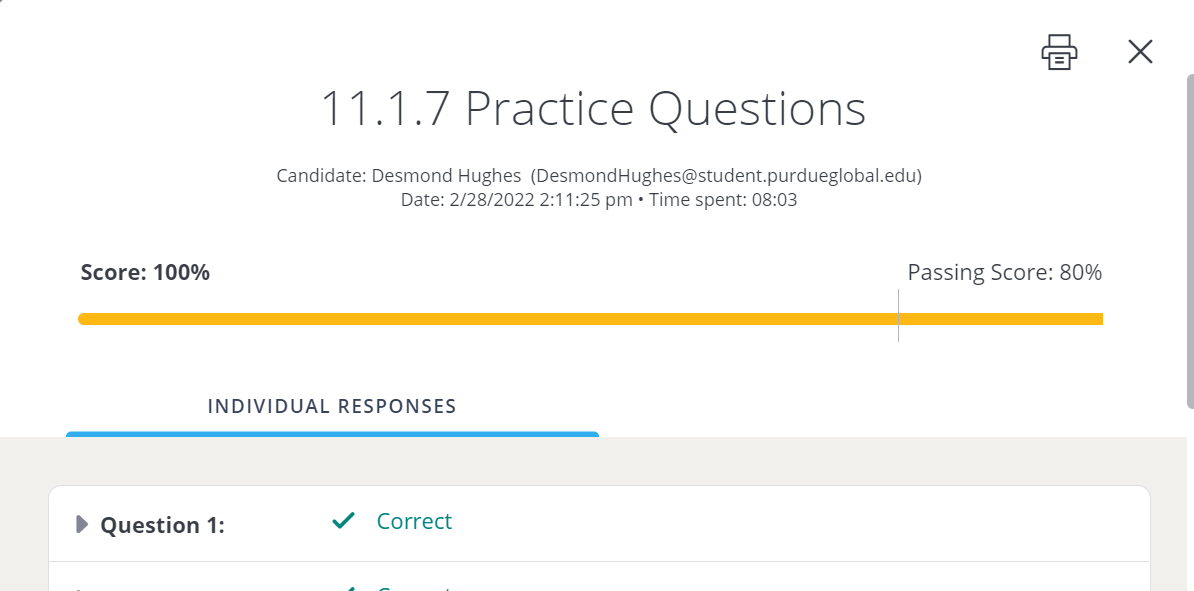 11.1.7 Practice Questions
Candidate: Desmond Hughes (DesmondHughes@student.purdueglobal.edu)
Date: 2/28/2022 2:11:25 pm • Time spent: 08:03
Score: 100%
Passing Score: 80%
INDIVIDUAL RESPONSES
Question 1:
Correct